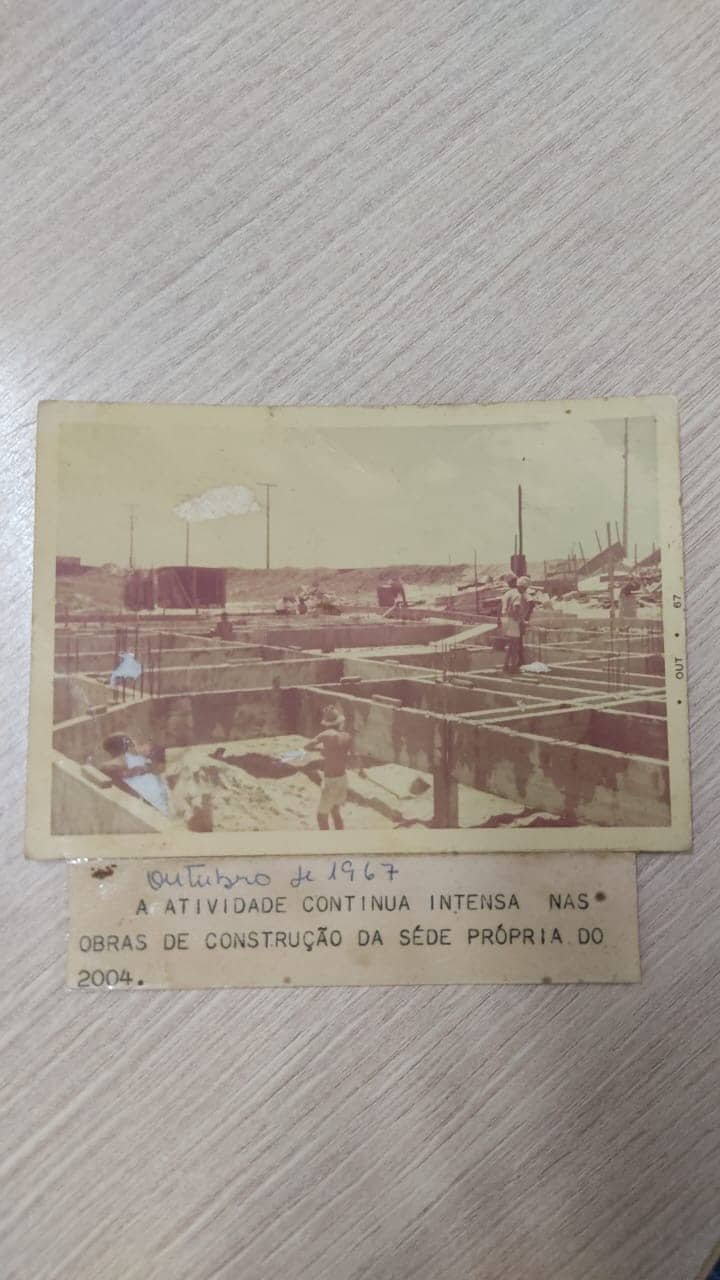 • OUT • 67
Outubro de 1967
A ATIVIDADE CONTINUA INTENSA NAS
OBRAS DE CONSTRUÇÃO DA SÉDE PRÓPRIA DO
2004.